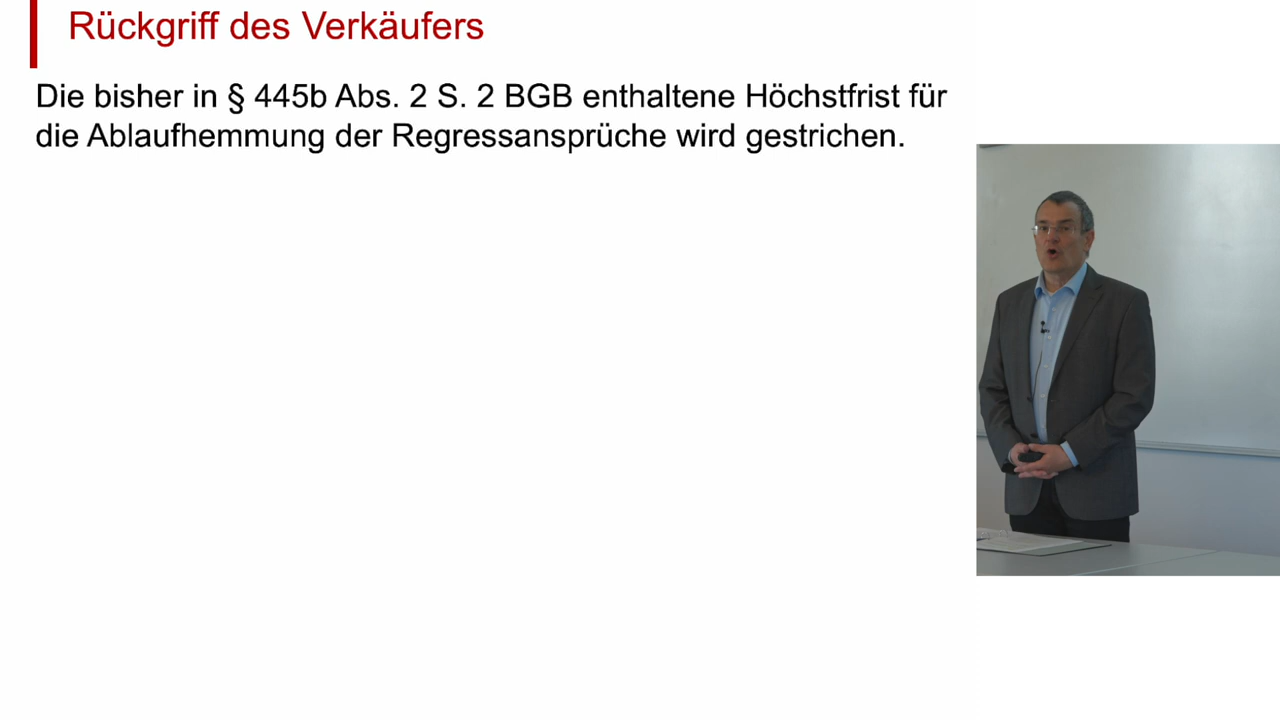 Rückgriff des Verkäufers
Die bisher in § 445b Abs. 2 S. 2 BGB enthaltene Höchstfrist für
die Ablaufhemmung der Regressansprüche wird gestrichen.